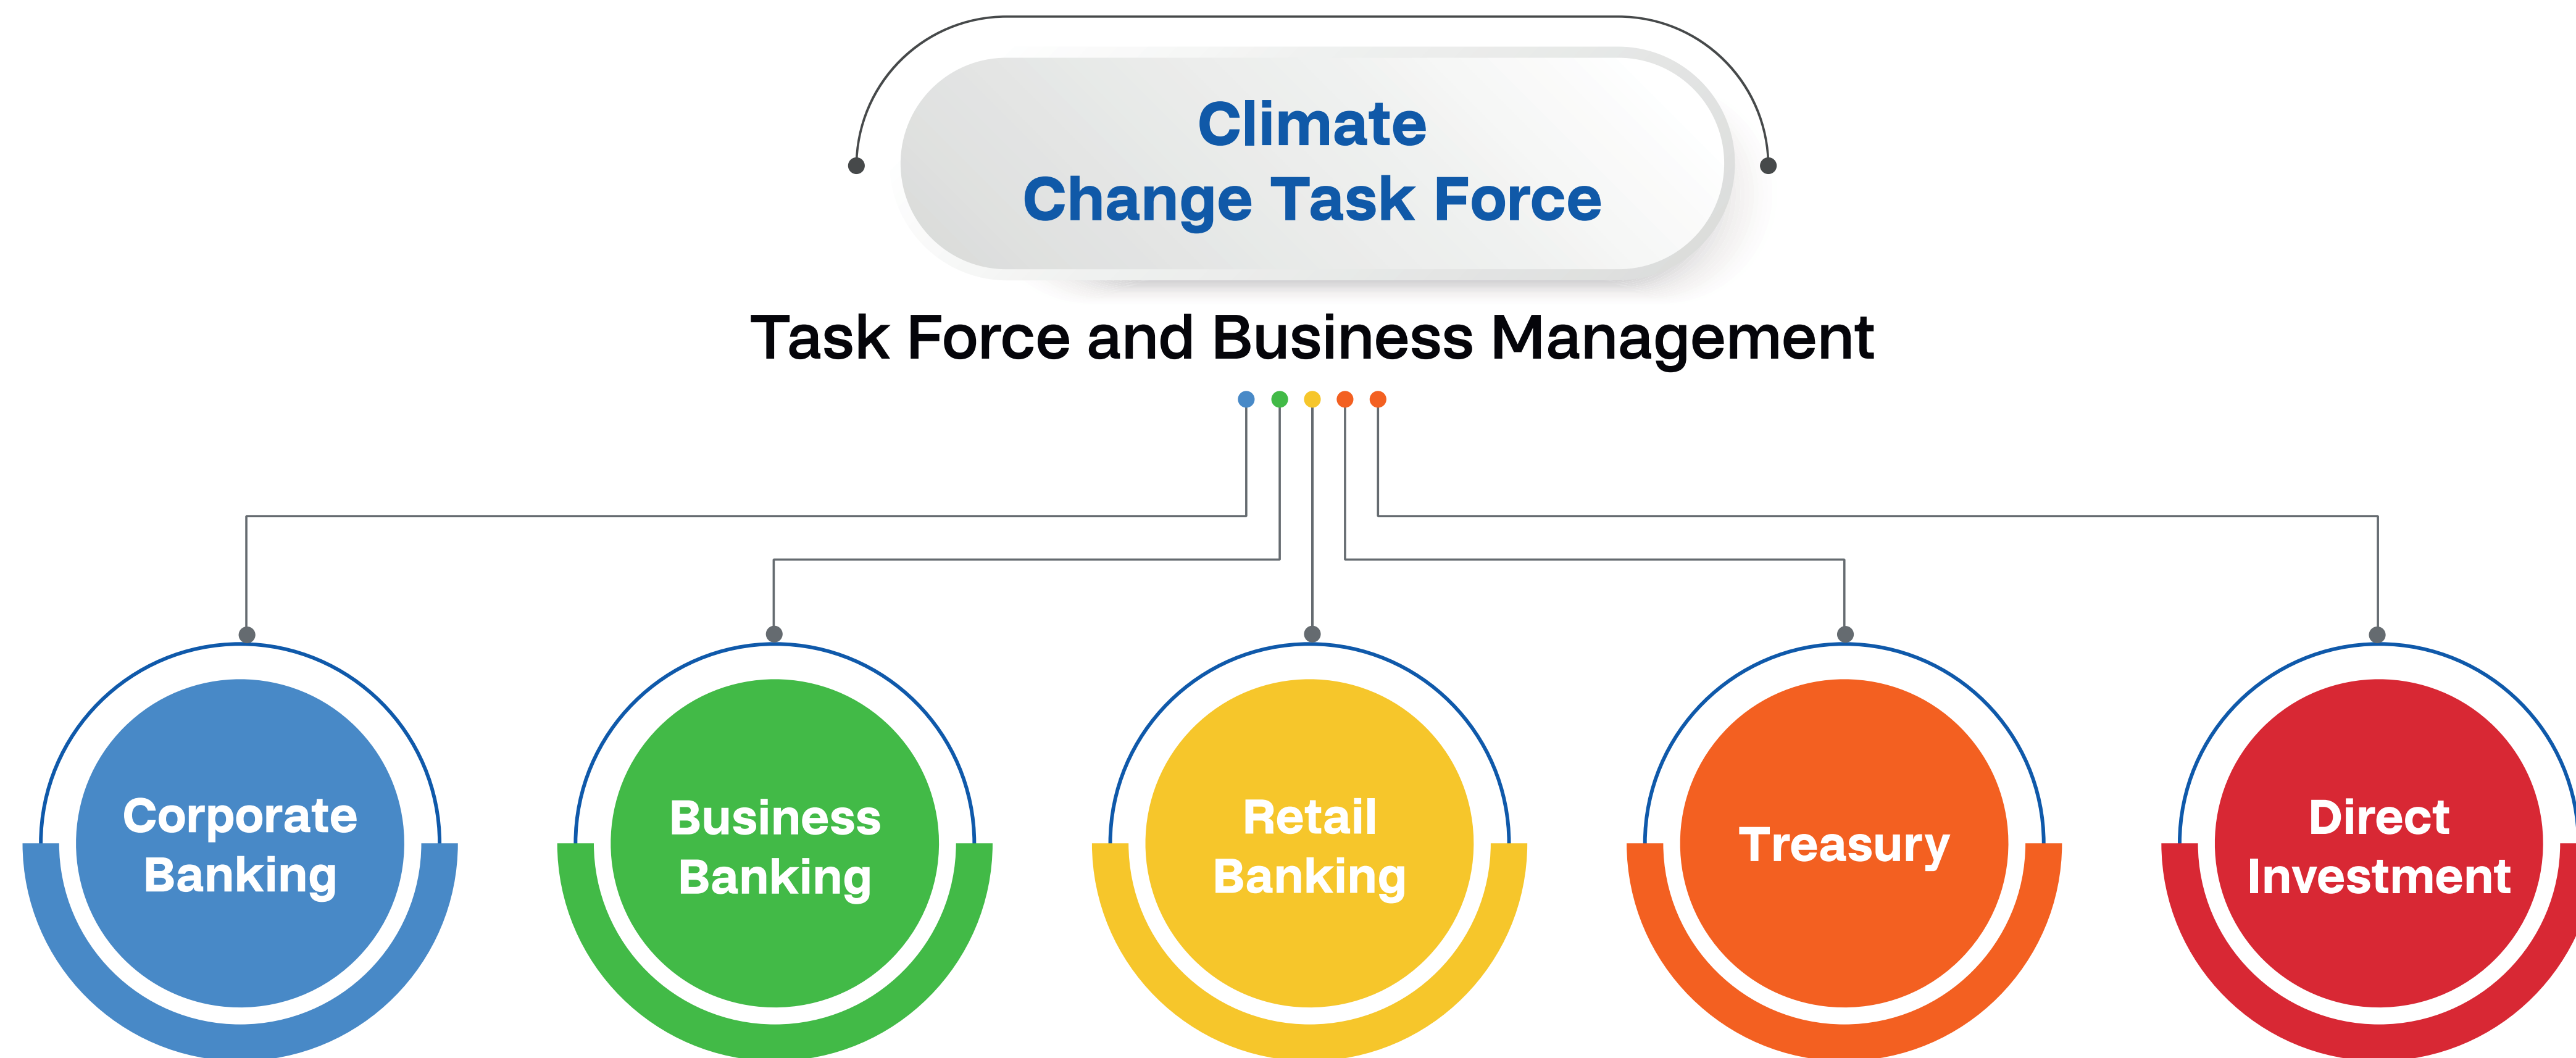 Climate
Change Task Force
Task Force and Business Management
Corporate
Banking
Business
Banking
Retail
Banking
Treasury
Direct
Investment